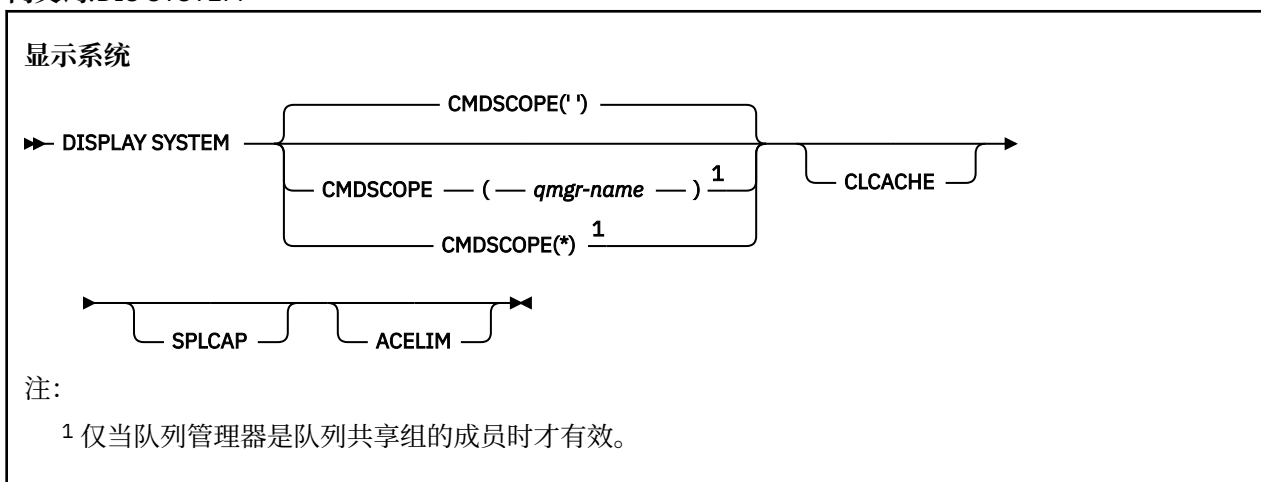 显示系统
CMDSCOPE(' ')
DISPLAY SYSTEM
CMDSCOPE ( qmgr-name ) 1
CLCACHE
CMDSCOPE(*) 1
SPLCAP
ACELIM
注：
1 仅当队列管理器是队列共享组的成员时才有效。